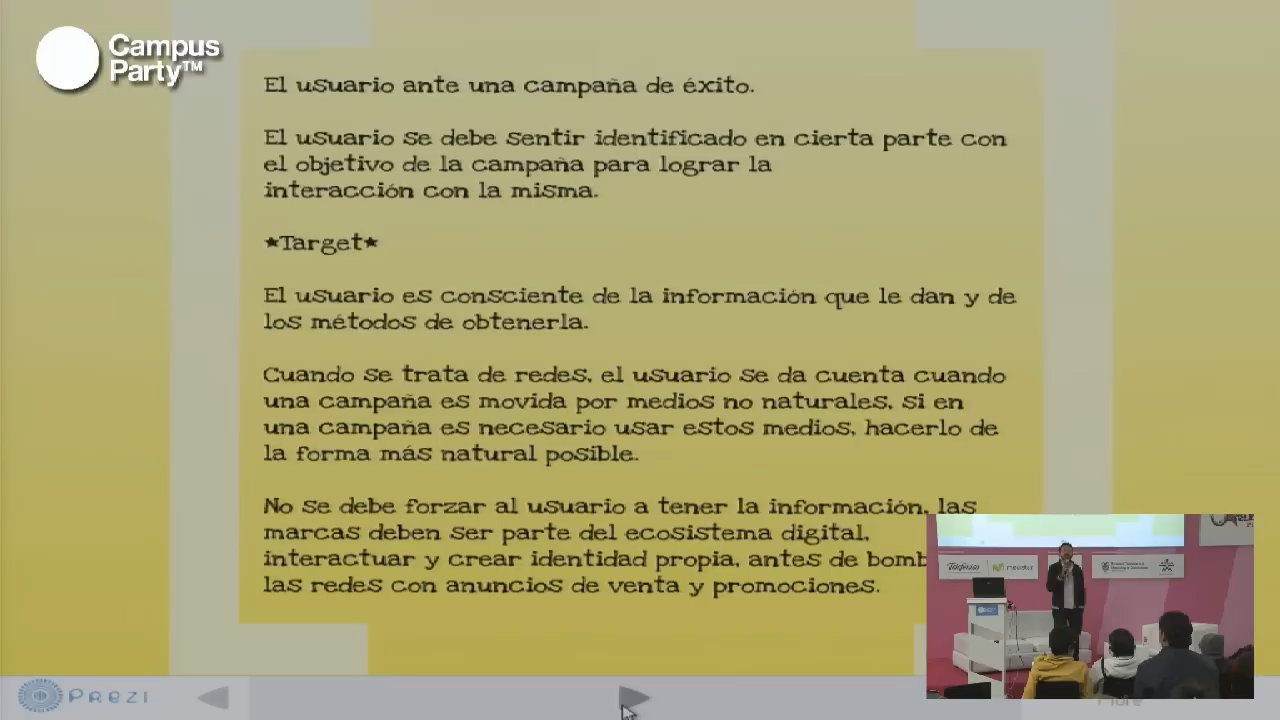 Campus
Party™
El usuario ante una campaña de éxito.
El usuario se debe sentir identificado en cierta parte con
el objetivo de la campaña para lograr la
interacción con la misma.
*Target*
El usuario es consciente de la información que le dan y de
los métodos de obtenerla.
Cuando se trata de redes, el usuario se da cuenta cuando
una campaña es movida por medios no naturales, si en
una campaña es necesario usar estos medios, hacerlo de
la forma más natural posible.
No se debe forzar al usuario a tener la información, las
marcas deben ser parte del ecosistema digital,
interactuar y crear identidad propia, antes de bomb
las redes con anuncios de venta y promociones.
Telefónica
movistar
Prezi
More